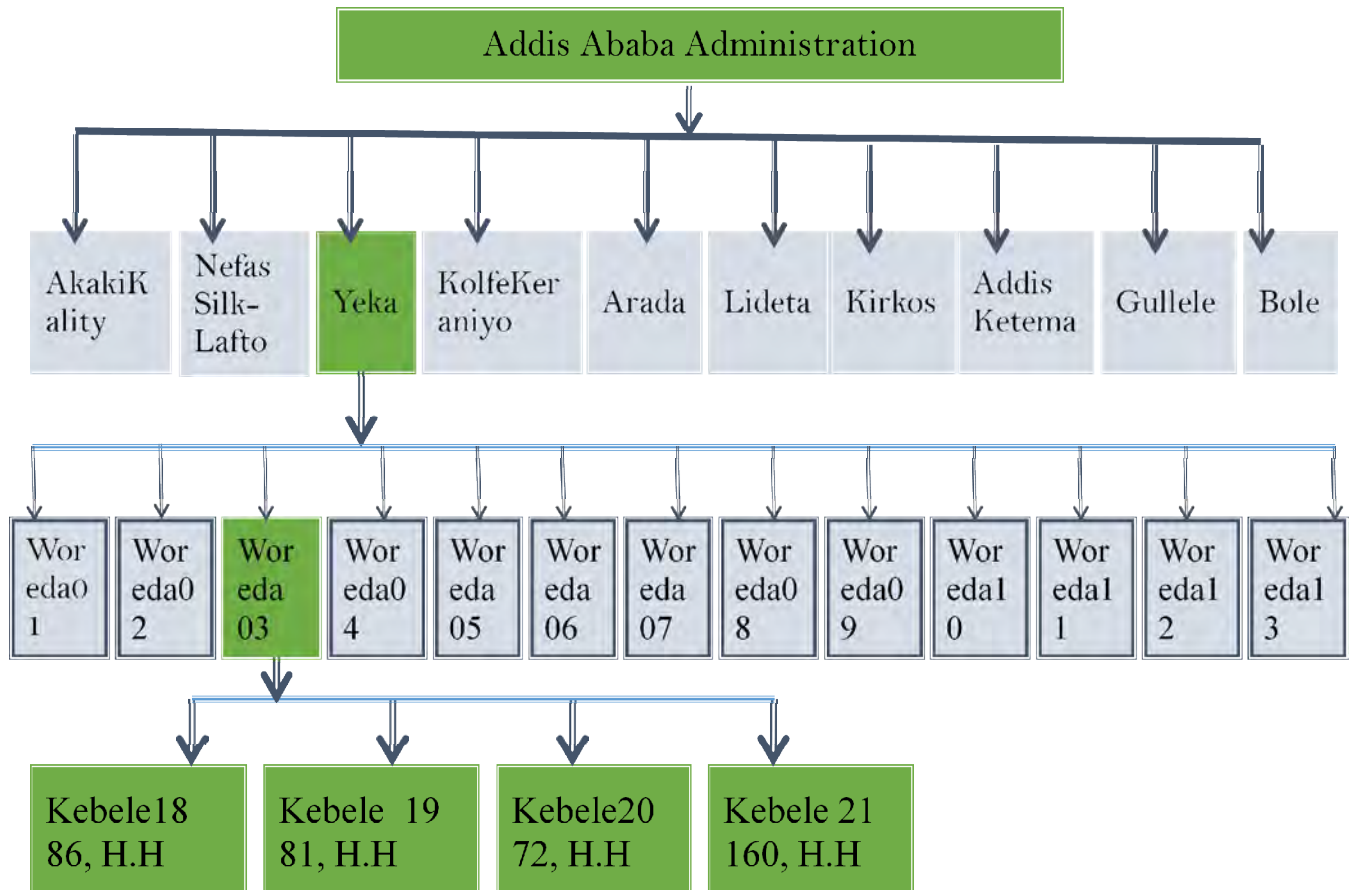 Addis Ababa Administration
AkakiK
ality
Nefas
Silk-
Lafto
Yeka
KolfeKer
aniyo
Arada
Lideta
Kirkos
Addis
Ketema
Gullele
Bole
Wor
eda0
1
Wor
eda0
2
Wor
eda
03
Wor
eda0
4
Wor
eda
05
Wor
eda
06
Wor
eda
07
Wor
eda0
8
Wor
eda0
9
Wor
eda1
0
Wor
eda1
1
Wor
eda1
2
Wor
eda1
3
Kebele18
86, H.H
Kebele 19
81, H.H
Kebele20
72, H.H
Kebele 21
160, H.H